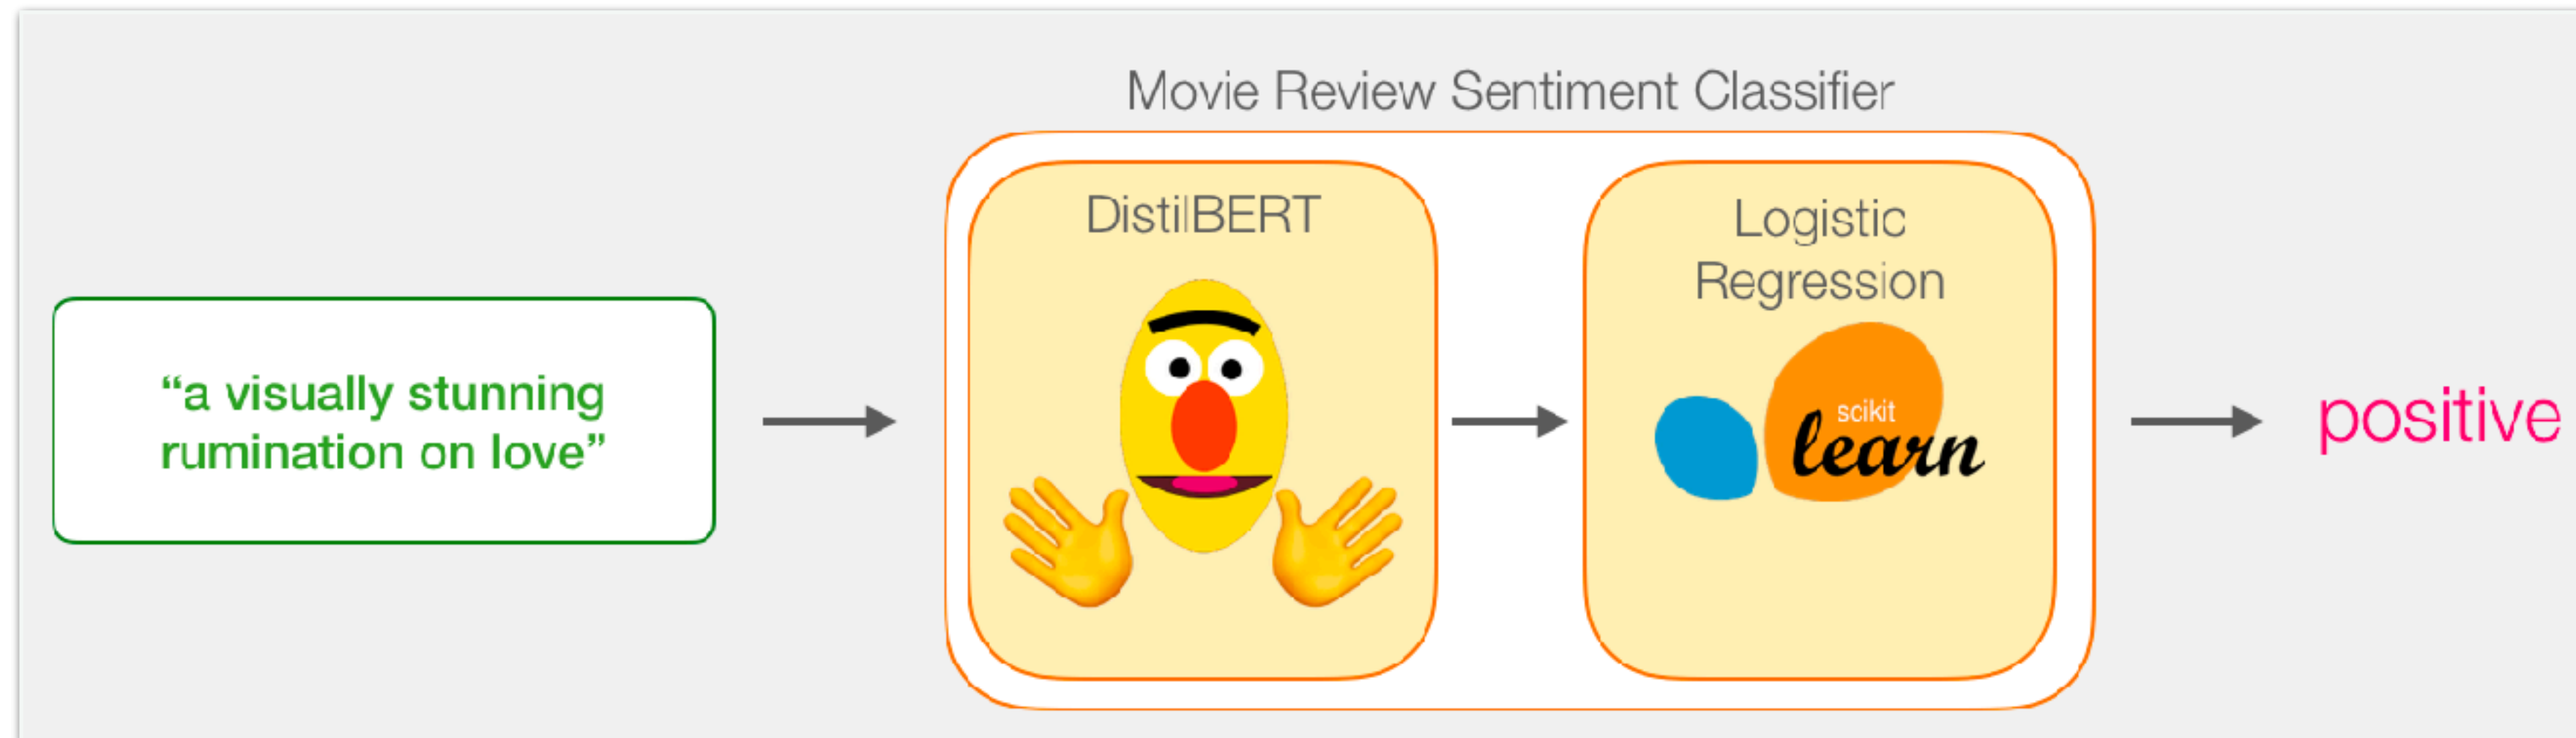 Movie Review Sentiment Classifier
DistilBERT
Logistic
Regression
“a visually stunning
rumination on love”
scikit
learn
positive